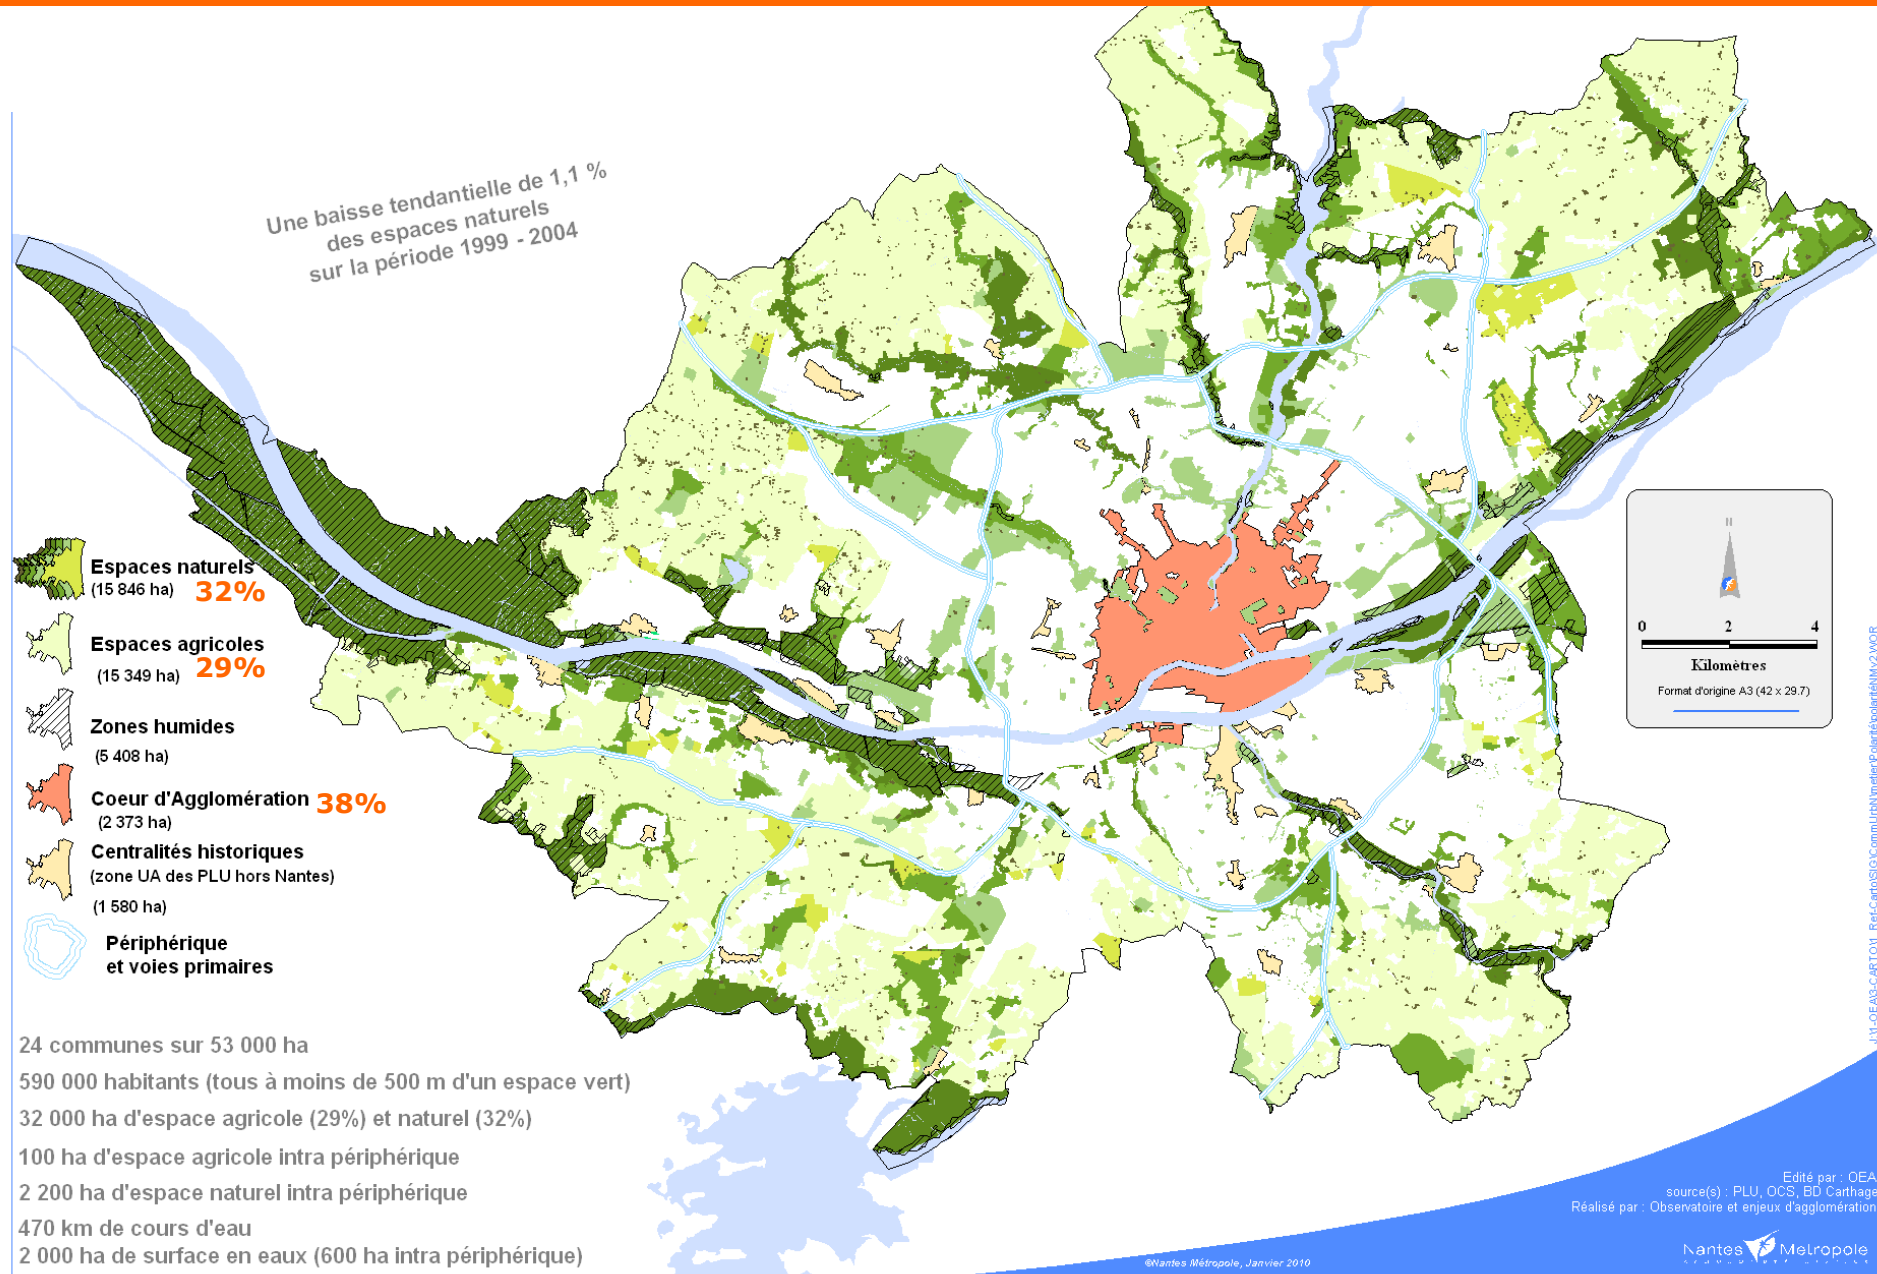 Une baisse tendantielle de 1,1 %
des espaces naturels
sur la période 1999 - 2004
Espaces naturels
(15 846 ha) 32%
Espaces agricoles
(15 349 ha) 29%
Zones humides
(5 408 ha)
Coeur d'Agglomération 38%
(2 373 ha)
Centralités historiques
(zone UA des PLU hors Nantes)
(1 580 ha)
Périphérique
et voies primaires
24 communes sur 53 000 ha
590 000 habitants (tous à moins de 500 m d'un espace vert)
32 000 ha d'espace agricole (29%) et naturel (32%)
100 ha d'espace agricole intra périphérique
2 200 ha d'espace naturel intra périphérique
470 km de cours d'eau
2 000 ha de surface en eaux (600 ha intra périphérique)
N
0 2 4
Kilomètres
Format d'origine A3 (42 x 29.7)
Edité par : OEA
source(s) : PLU, OCS, BD Carthage
Réalisé par : Observatoire et enjeux d'agglomération
Nantes Metropole
©Nantes Métropole, Janvier 2010